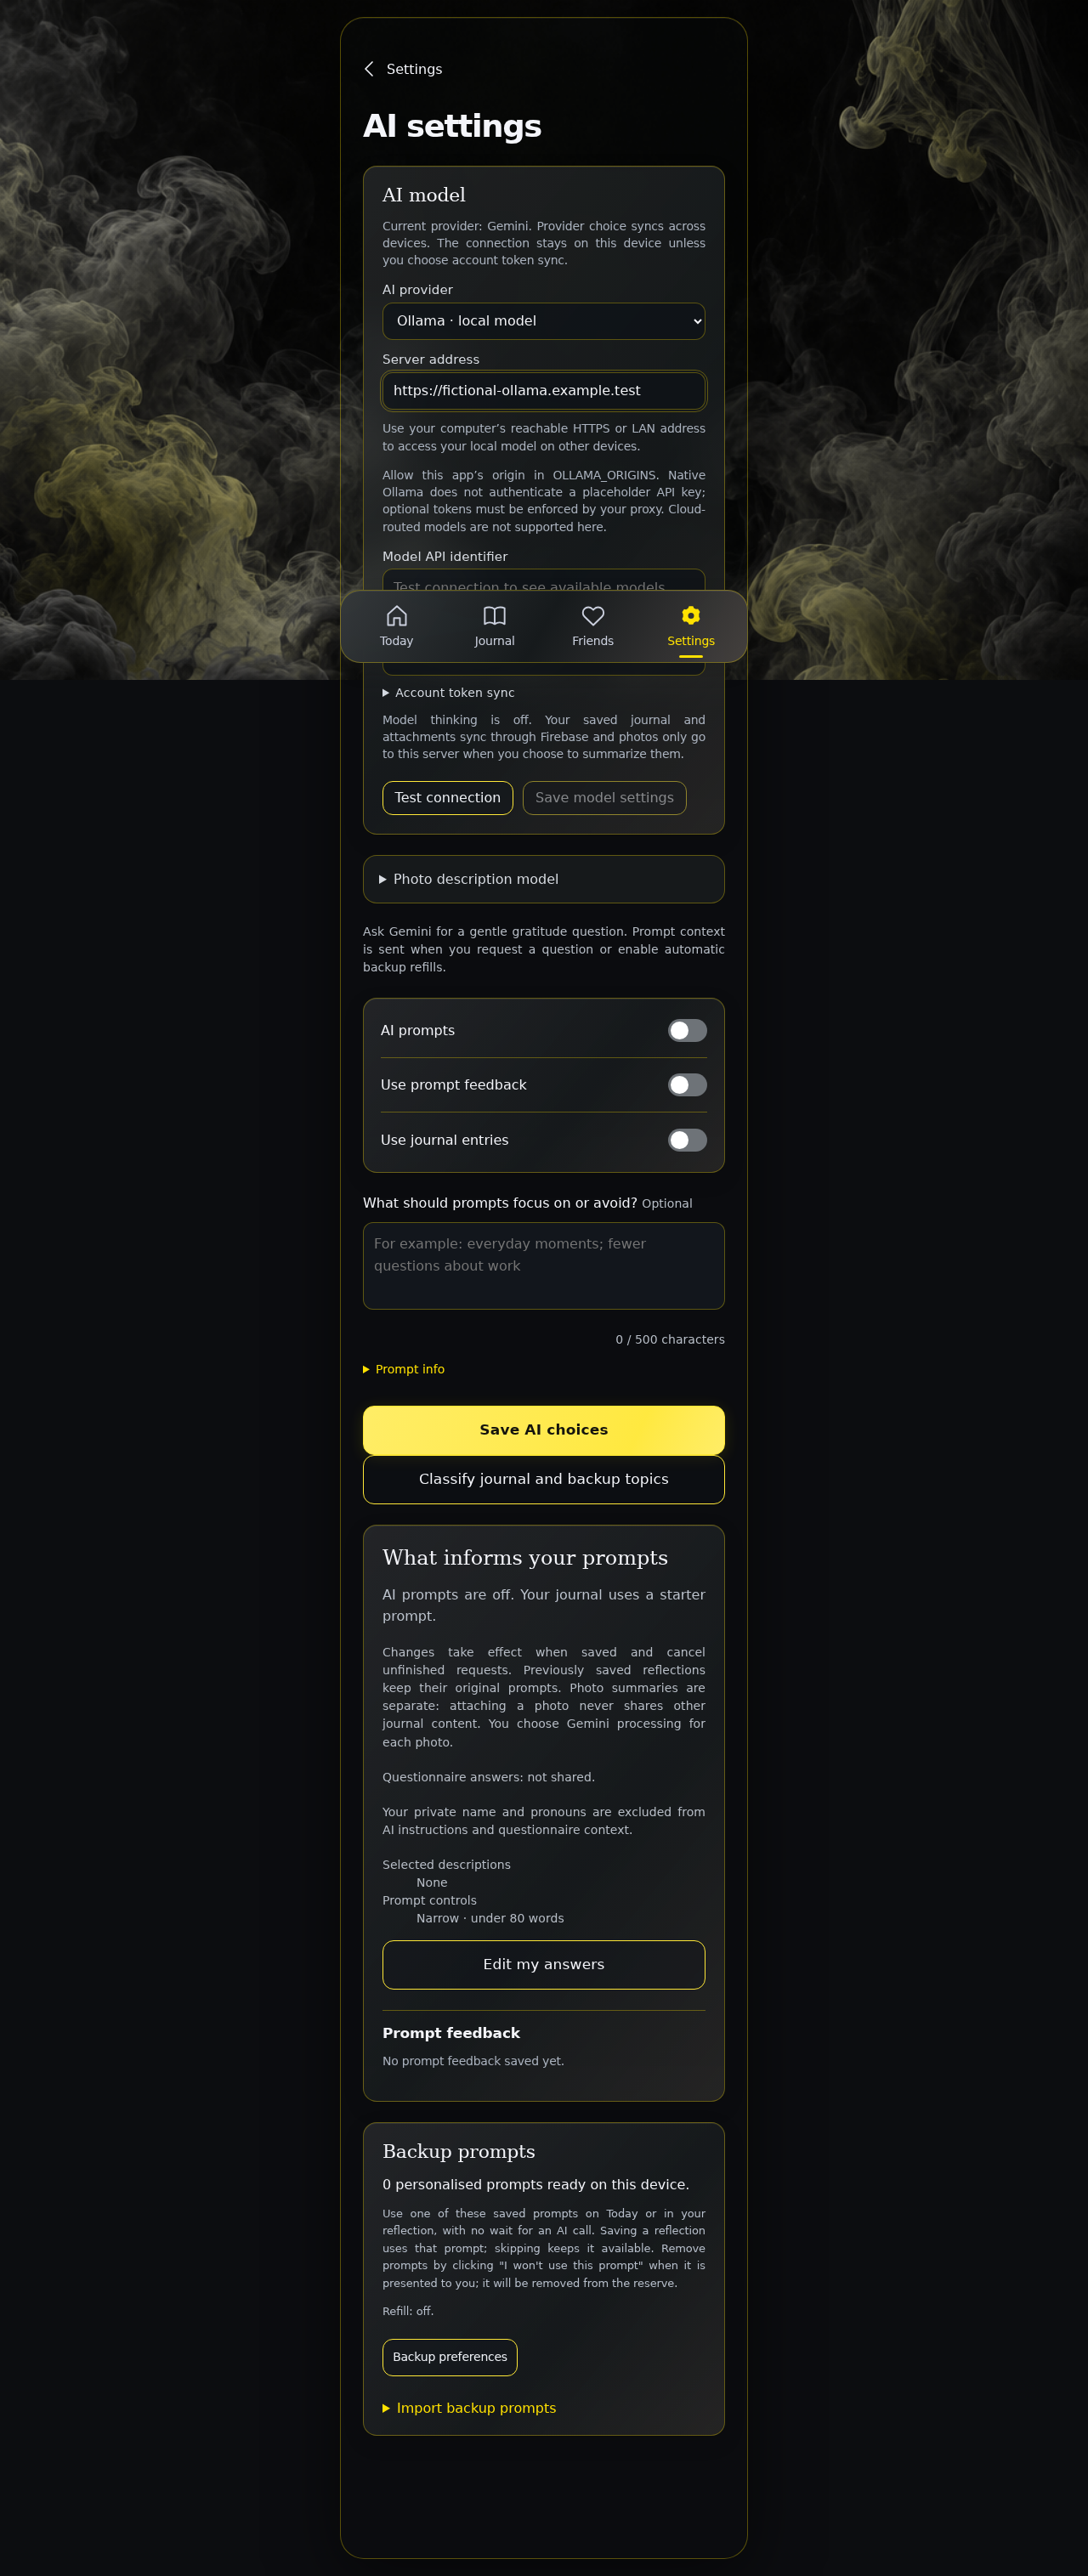 Settings
AI settings
AI model
Current provider: Gemini. Provider choice syncs across
devices. The connection stays on this device unless
you choose account token sync.
AI provider
Ollama · local model
Server address
https://fictional-ollama.example.test
Use your computer’s reachable HTTPS or LAN address
to access your local model on other devices.
Allow this app’s origin in OLLAMA_ORIGINS. Native
Ollama does not authenticate a placeholder API key;
optional tokens must be enforced by your proxy. Cloud-
routed models are not supported here.
Model API identifier
Test connection to see available models
Today
Journal
Friends
Settings
Account token sync
Model thinking is off. Your saved journal and
attachments sync through Firebase and photos only go
to this server when you choose to summarize them.
Test connection
Save model settings
Photo description model
Ask Gemini for a gentle gratitude question. Prompt context
is sent when you request a question or enable automatic
backup refills.
AI prompts
Use prompt feedback
Use journal entries
What should prompts focus on or avoid? Optional
For example: everyday moments; fewer
questions about work
0 / 500 characters
Prompt info
Save AI choices
Classify journal and backup topics
What informs your prompts
AI prompts are off. Your journal uses a starter
prompt.
Changes take effect when saved and cancel
unfinished requests. Previously saved reflections
keep their original prompts. Photo summaries are
separate: attaching a photo never shares other
journal content. You choose Gemini processing for
each photo.
Questionnaire answers: not shared.
Your private name and pronouns are excluded from
AI instructions and questionnaire context.
Selected descriptions
None
Prompt controls
Narrow · under 80 words
Edit my answers
Prompt feedback
No prompt feedback saved yet.
Backup prompts
0 personalised prompts ready on this device.
Use one of these saved prompts on Today or in your
reflection, with no wait for an AI call. Saving a reflection
uses that prompt; skipping keeps it available. Remove
prompts by clicking "I won't use this prompt" when it is
presented to you; it will be removed from the reserve.
Refill: off.
Backup preferences
Import backup prompts